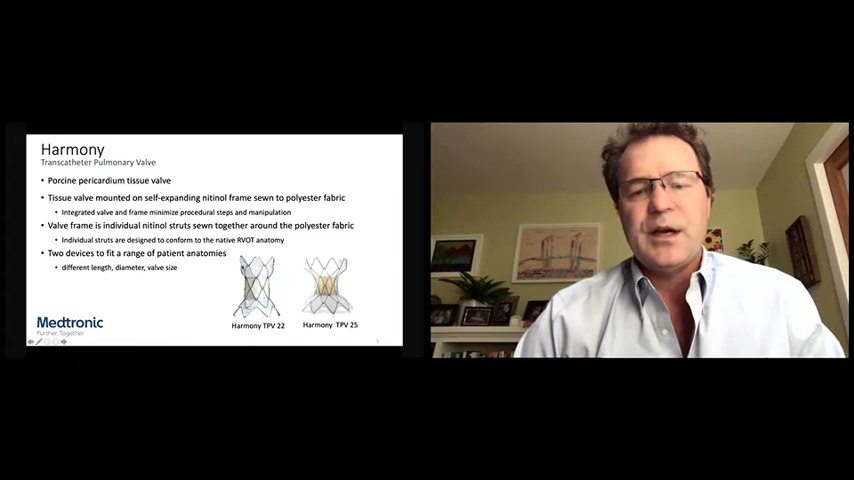 Harmony
Transcatheter Pulmonary Valve
• Porcine pericardium tissue valve
• Tissue valve mounted on self-expanding nitinol frame sewn to polyester fabric
• Integrated valve and frame minimize procedural steps and manipulation
• Valve frame is individual nitinol struts sewn together around the polyester fabric
• Individual struts are designed to conform to the native RVOT anatomy
• Two devices to fit a range of patient anatomies
• different length, diameter, valve size
Harmony TPV 22
Harmony TPV 25
Medtronic
Further, Together